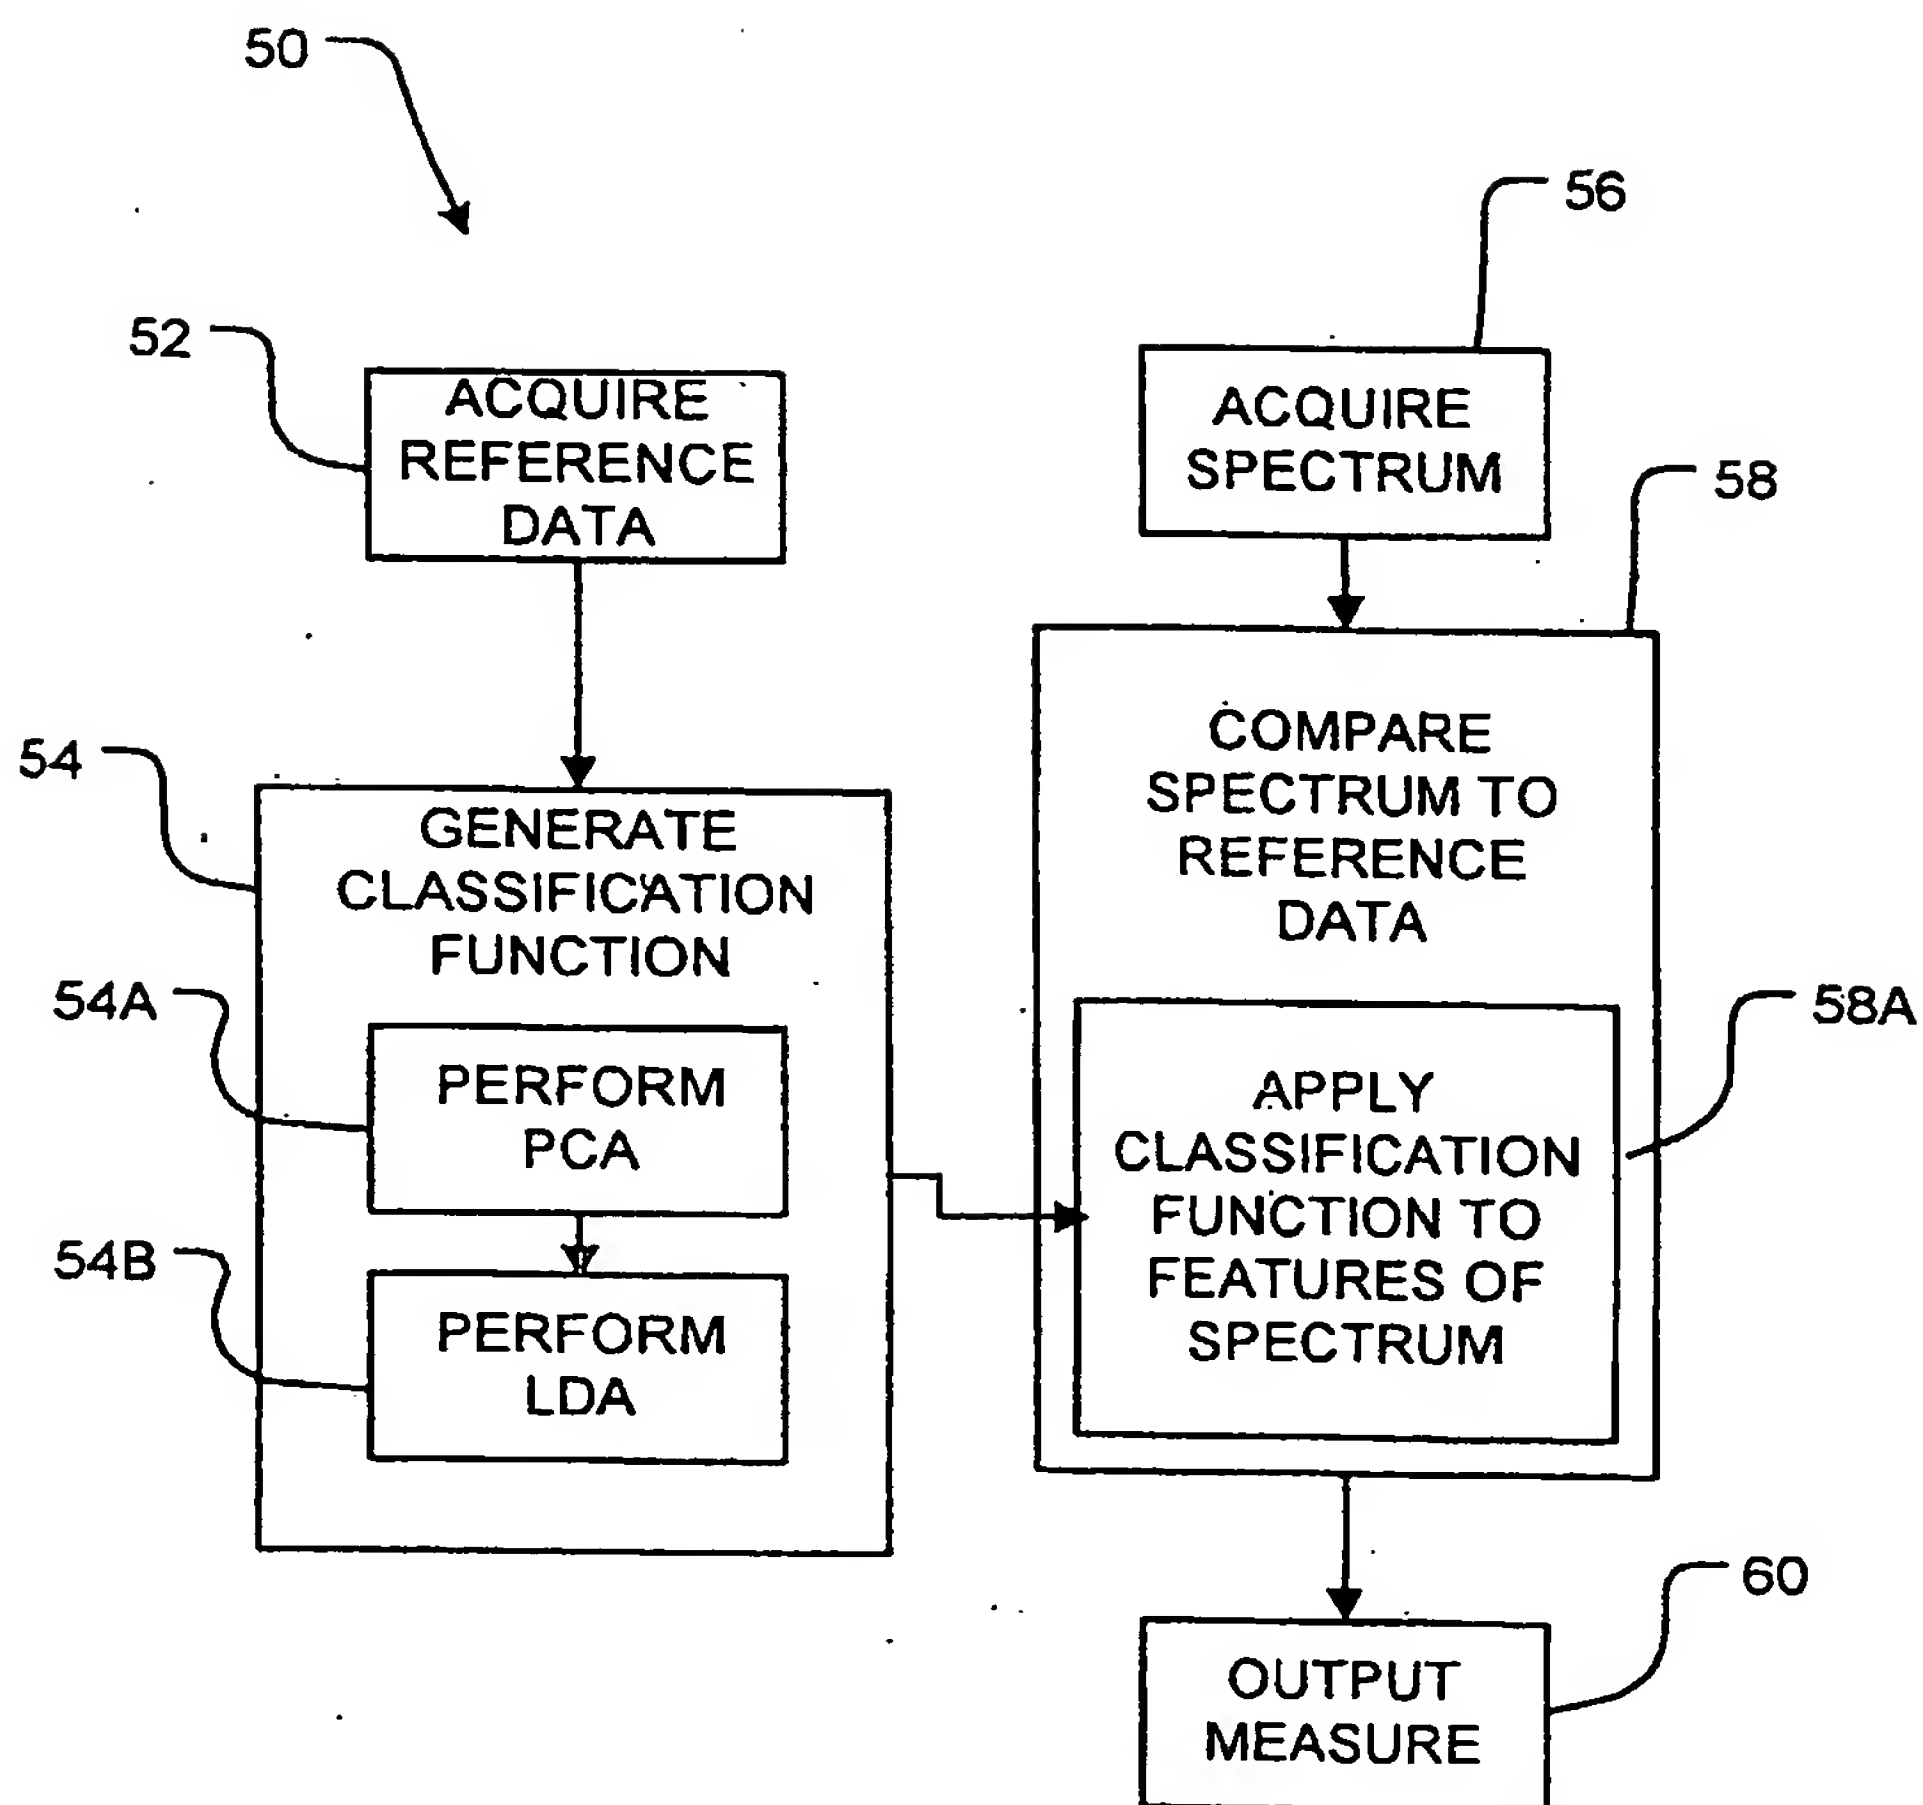 50
56
52
ACQUIRE
REFERENCE
DATA
ACQUIRE
SPECTRUM
58
54
GENERATE
CLASSIFICATION
FUNCTION
COMPARE
SPECTRUM TO
REFERENCE
DATA
54A
PERFORM
PCA
58A
APPLY
CLASSIFICATION
FUNCTION TO
FEATURES OF
SPECTRUM
54B
PERFORM
LDA
60
OUTPUT
MEASURE